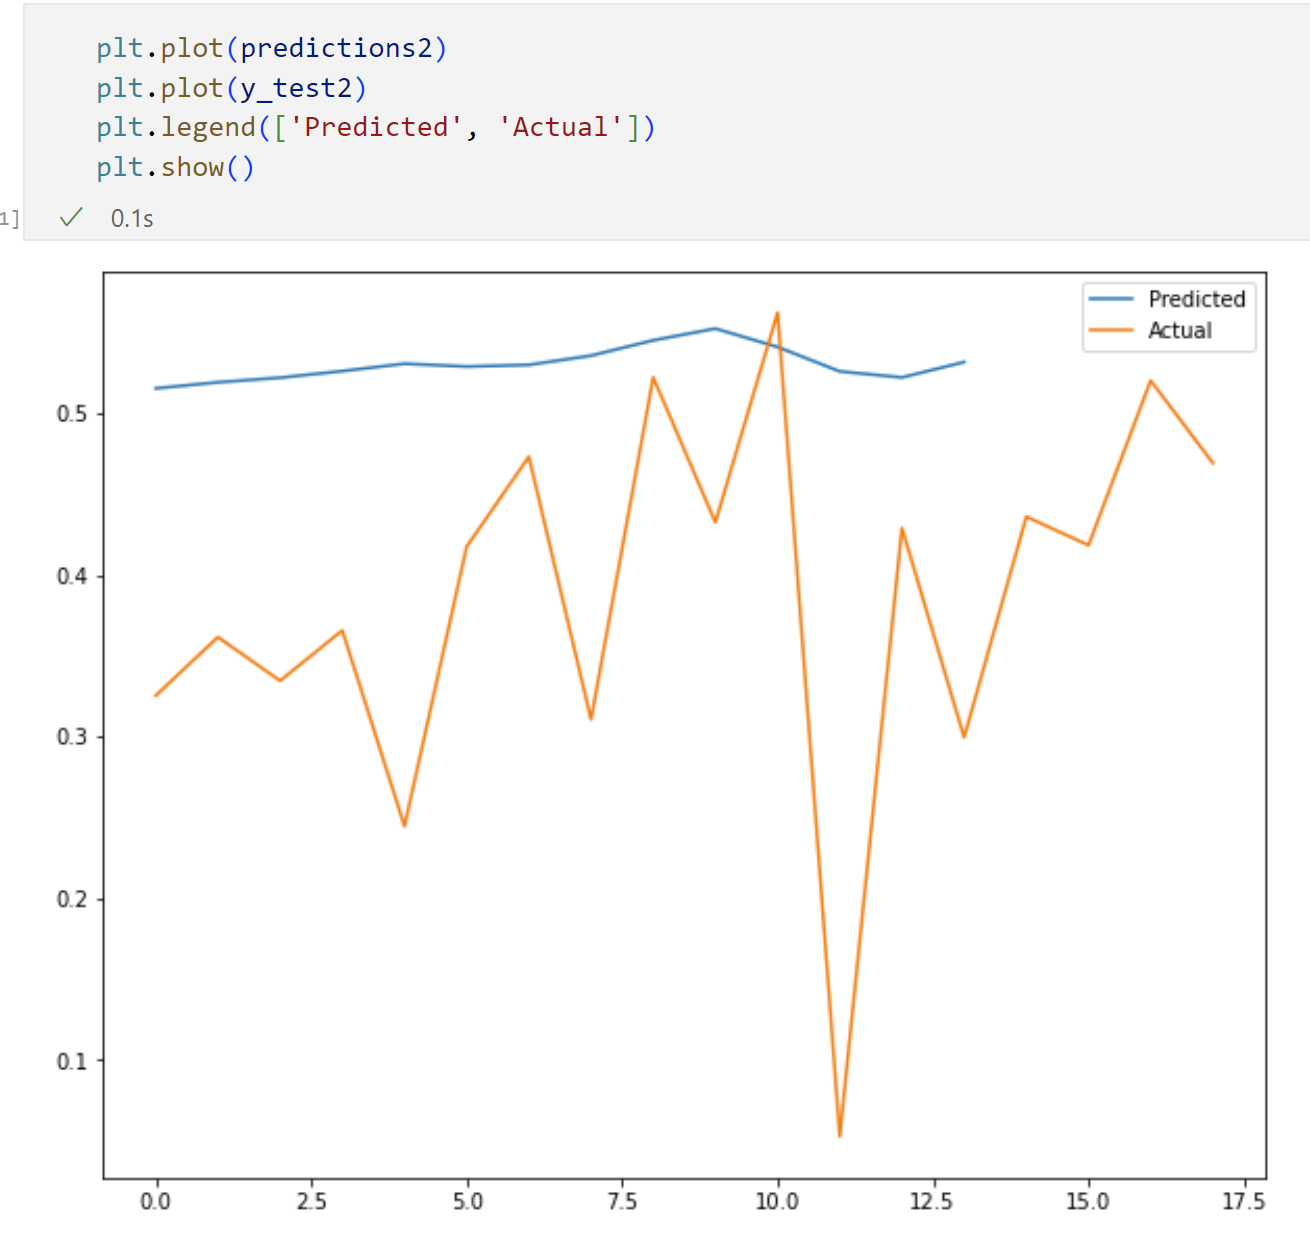 plt.plot(predictions2)
plt.plot(y_test2)
plt.legend(['Predicted', 'Actual'])
plt.show()
1] ✓ 0.1s
Predicted
Actual
0.5
0.4
0.3
0.2
0.1
0.0 2.5 5.0 7.5 10.0 12.5 15.0 17.5